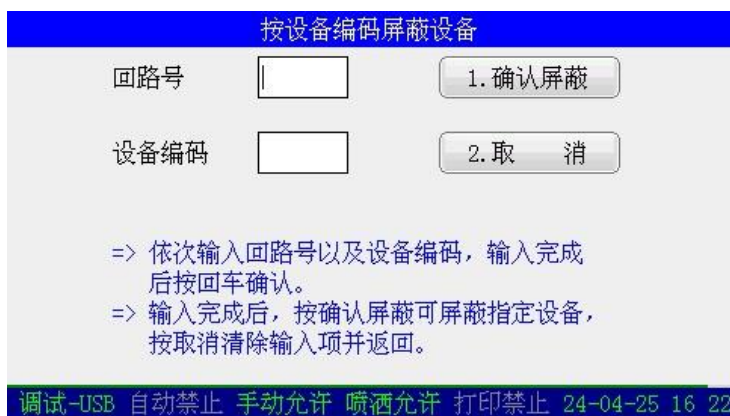 按设备编码屏蔽设备
回路号
1.确认屏蔽
设备编码
2.取 消
=> 依次输入回路号以及设备编码，输入完成
后按回车确认。
=> 输入完成后，按确认屏蔽可屏蔽指定设备，
按取消清除输入项并返回。
调试-USB 自动禁止 手动允许 喷洒允许 打印禁止 24-04-25 16 22